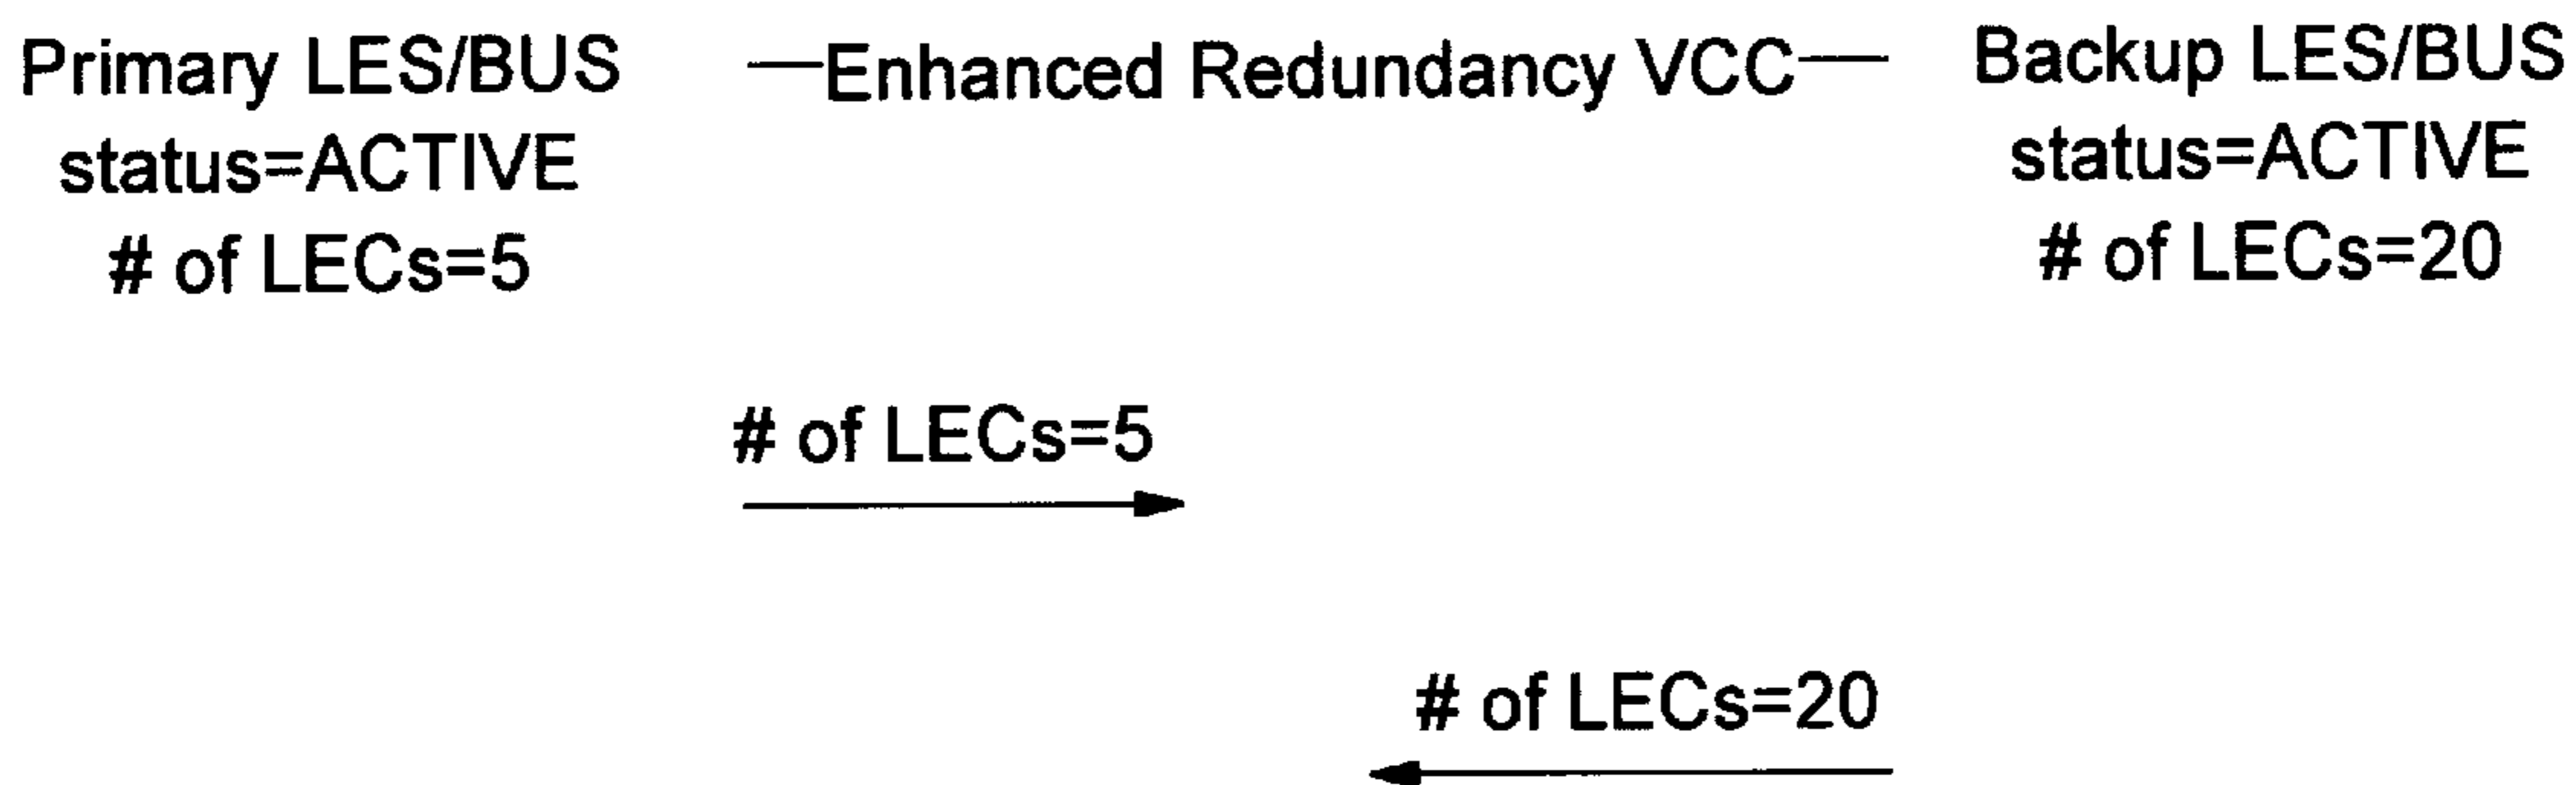 Primary LES/BUS —Enhanced Redundancy VCC— Backup LES/BUS
status=ACTIVE status=ACTIVE
# of LECs=5 # of LECs=20
# of LECs=5
# of LECs=20